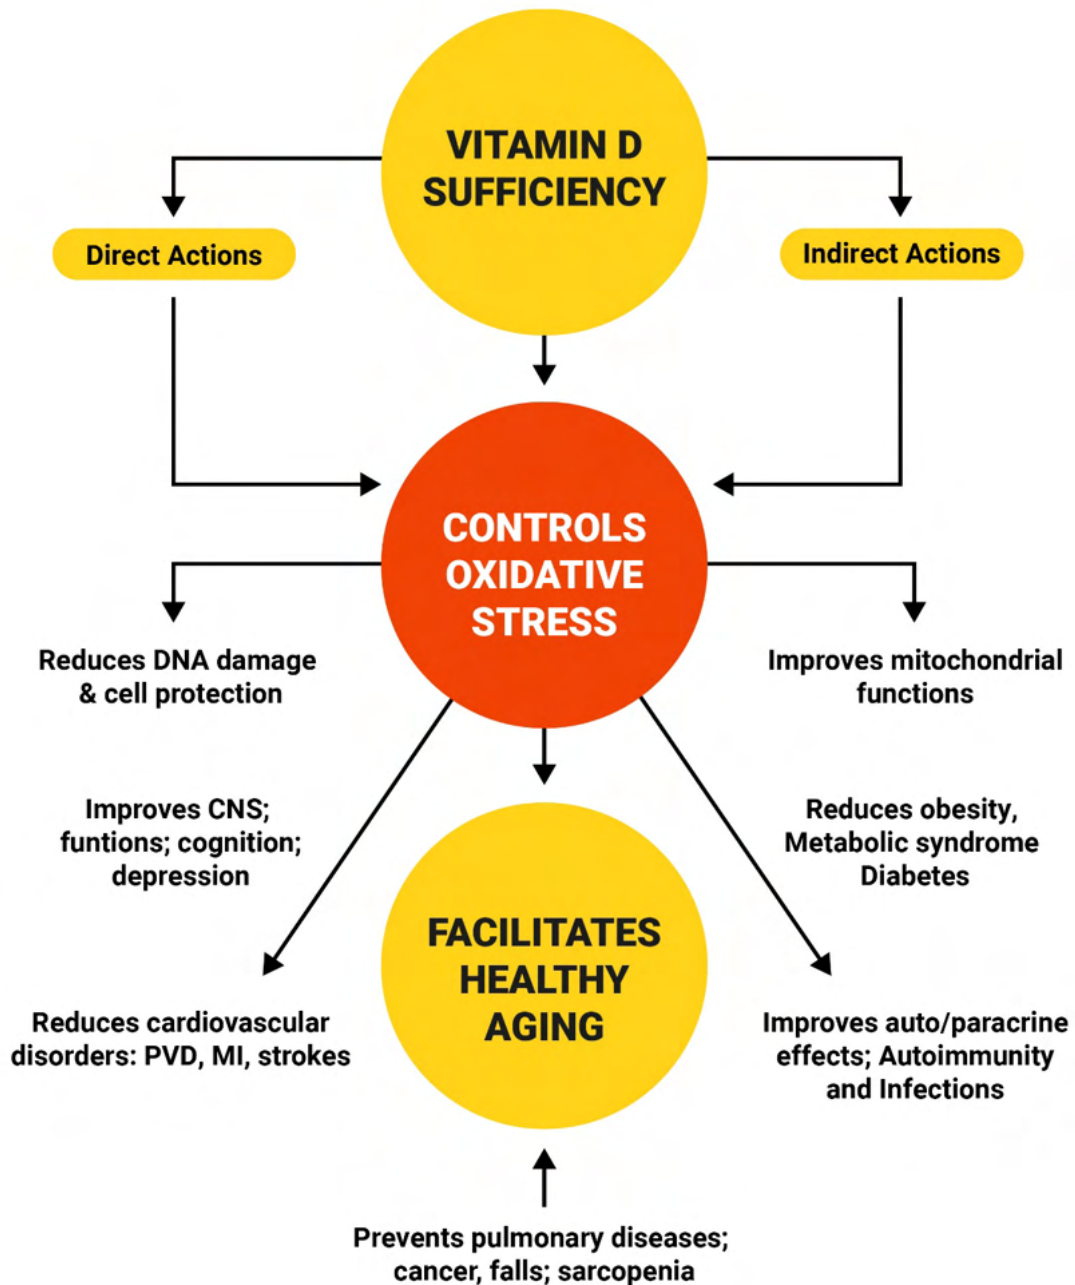 VITAMIN D
SUFFICIENCY
Direct Actions
Indirect Actions
CONTROLS
OXIDATIVE
STRESS
Reduces DNA damage
& cell protection
Improves mitochondrial
functions
Improves CNS;
funtions; cognition;
depression
Reduces obesity,
Metabolic syndrome
Diabetes
FACILITATES
HEALTHY
AGING
Reduces cardiovascular
disorders: PVD, MI, strokes
Improves auto/paracrine
effects; Autoimmunity
and Infections
Prevents pulmonary diseases;
cancer, falls; sarcopenia